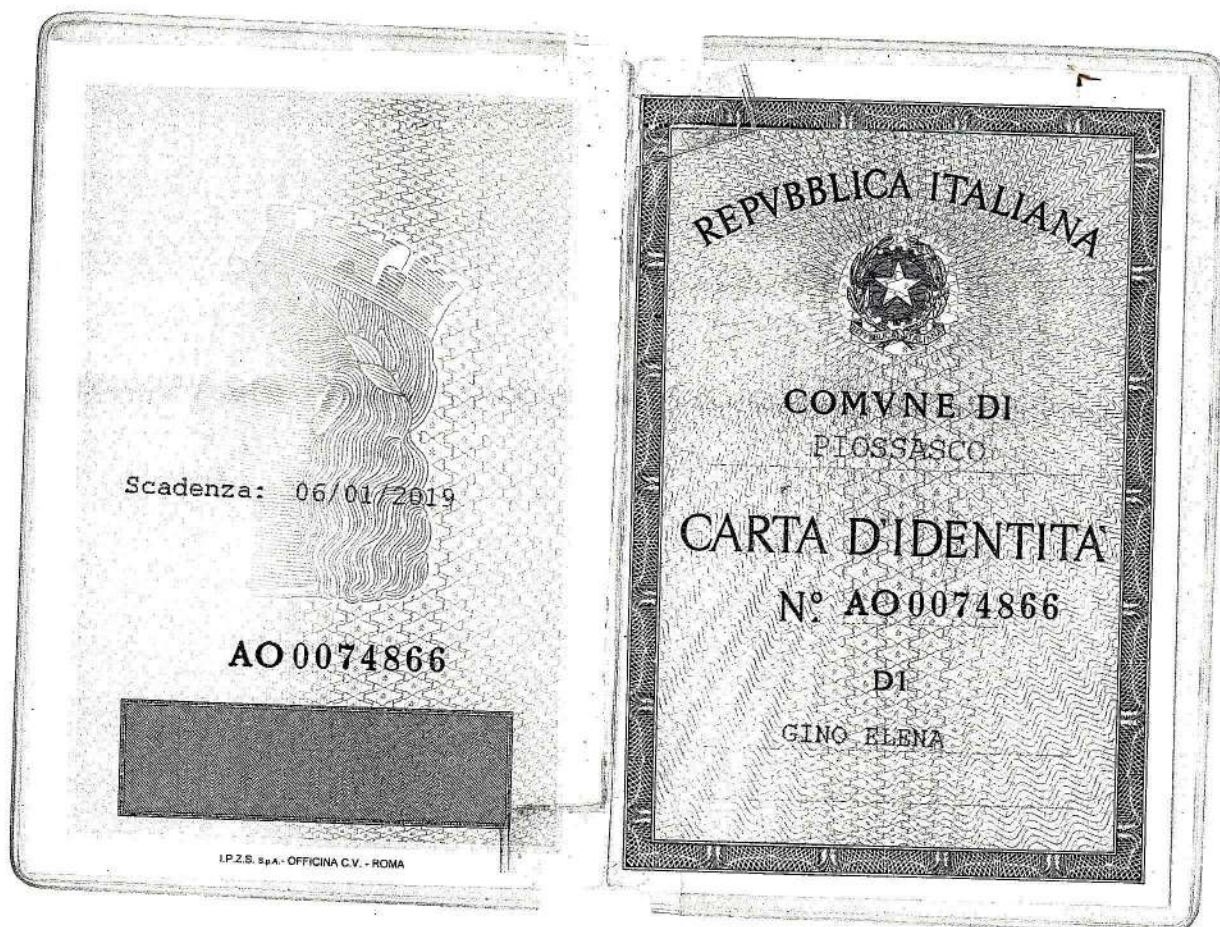 Scadenza: 06/01/2019
AO 0074866
I.P.Z.S. S.p.A. - OFFICINA C.V. - ROMA
REPVBBLICA ITALIANA
COMVNE DI
PIOSSASCO
CARTA D'IDENTITÀ
N° AO 0074866
DI
GINO ELENA